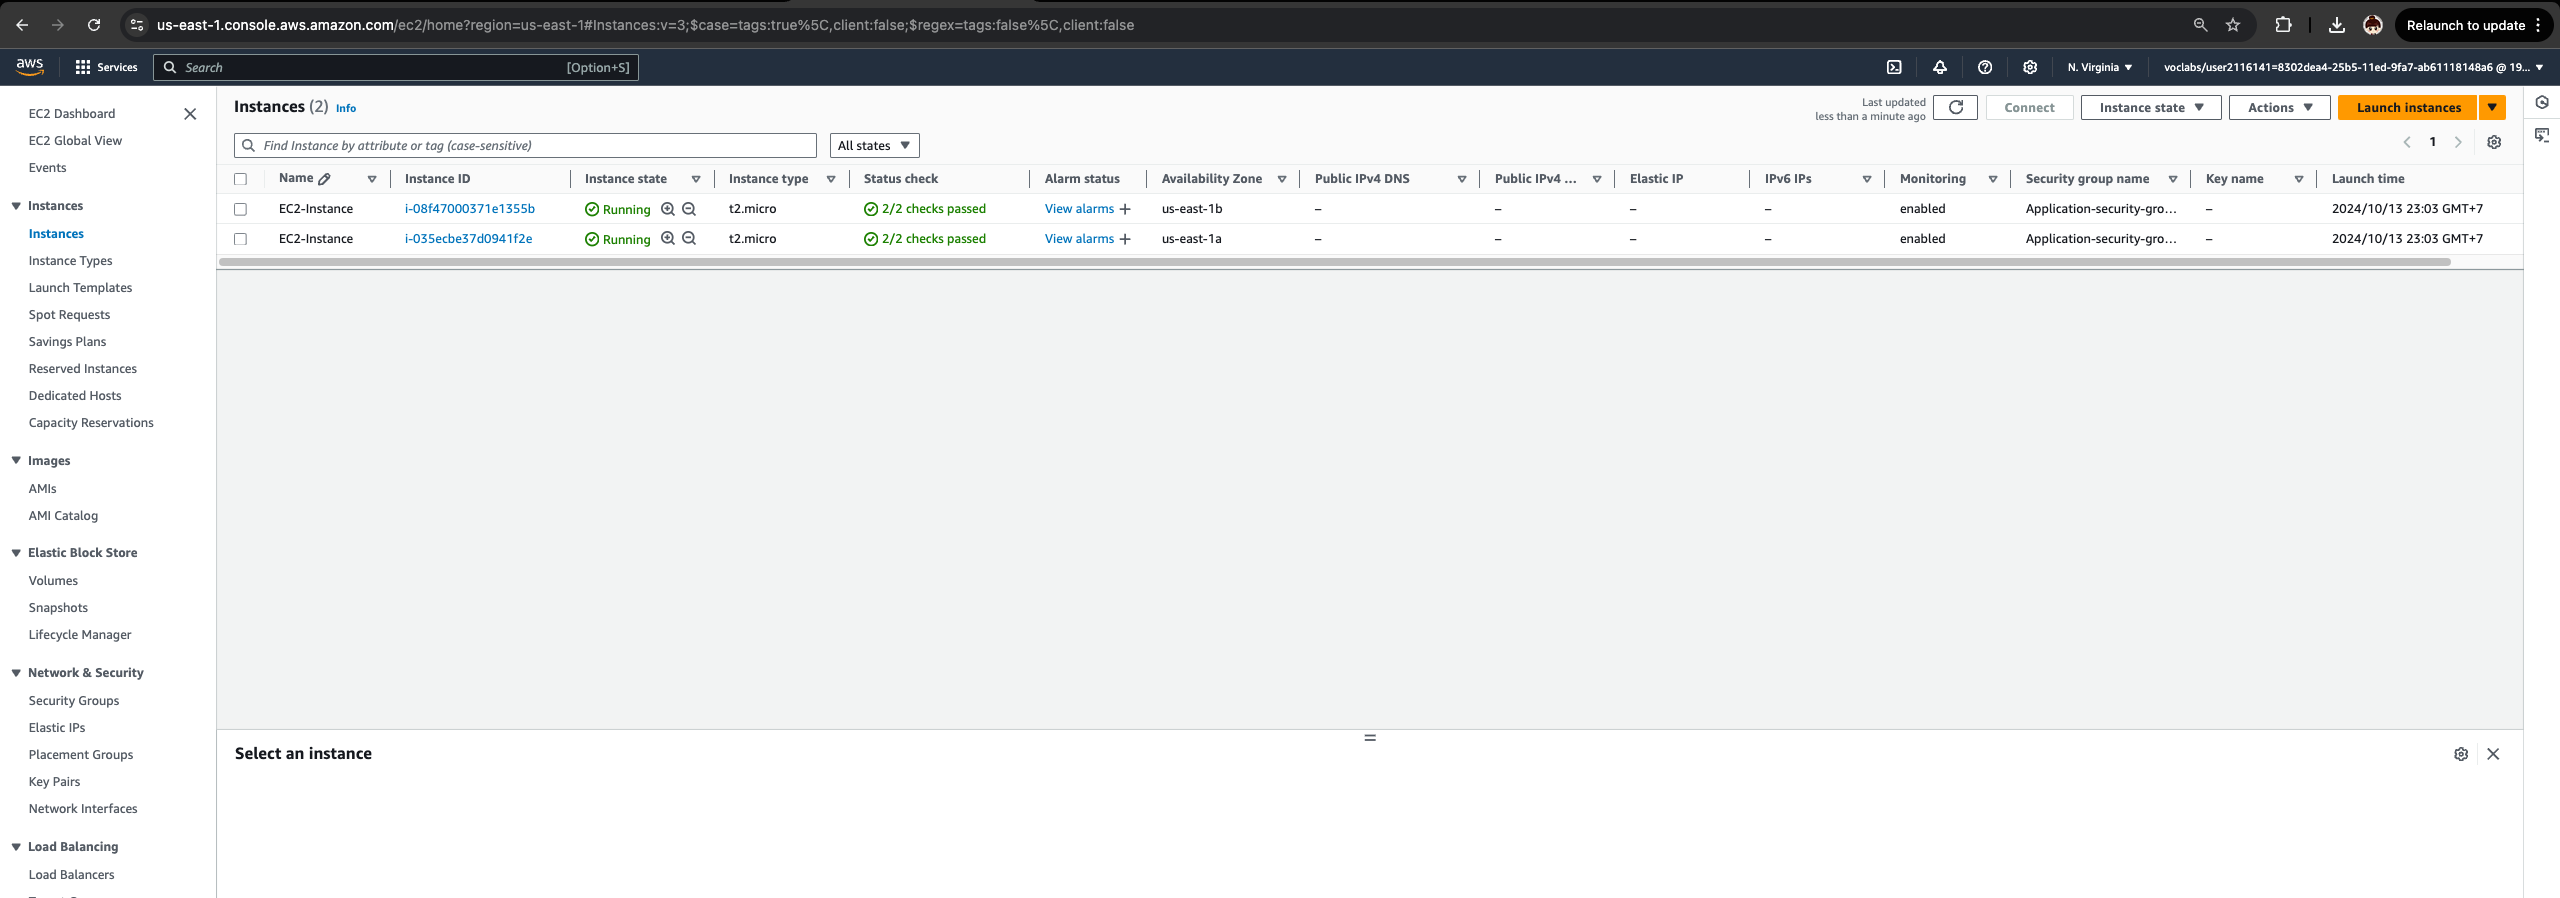 us-east-1.console.aws.amazon.com/ec2/home?region=us-east-1#Instances:v=3;$case=tags:true%5C,client:false;$regex=tags:false%5C,client:false
Relaunch to update
aws
Services
Search
[Option+S]
N. Virginia
voclabs/user2116141=8302dea4-25b5-11ed-9fa7-ab61118148a6 @ 19...
EC2 Dashboard
EC2 Global View
Events
Instances
Instances
Instance Types
Launch Templates
Spot Requests
Savings Plans
Reserved Instances
Dedicated Hosts
Capacity Reservations
Images
AMIs
AMI Catalog
Elastic Block Store
Volumes
Snapshots
Lifecycle Manager
Network & Security
Security Groups
Elastic IPs
Placement Groups
Key Pairs
Network Interfaces
Load Balancing
Load Balancers
Instances (2) Info
Last updated
less than a minute ago
Connect
Instance state
Actions
Launch instances
Find Instance by attribute or tag (case-sensitive)
All states
1
Name Instance ID Instance state Instance type Status check Alarm status Availability Zone Public IPv4 DNS Public IPv4 ... Elastic IP IPv6 IPs Monitoring Security group name Key name Launch time
EC2-Instance i-08f47000371e1355b Running t2.micro 2/2 checks passed View alarms + us-east-1b – – – – enabled Application-security-gro... – 2024/10/13 23:03 GMT+7
EC2-Instance i-035ecbe37d0941f2e Running t2.micro 2/2 checks passed View alarms + us-east-1a – – – – enabled Application-security-gro... – 2024/10/13 23:03 GMT+7
Select an instance